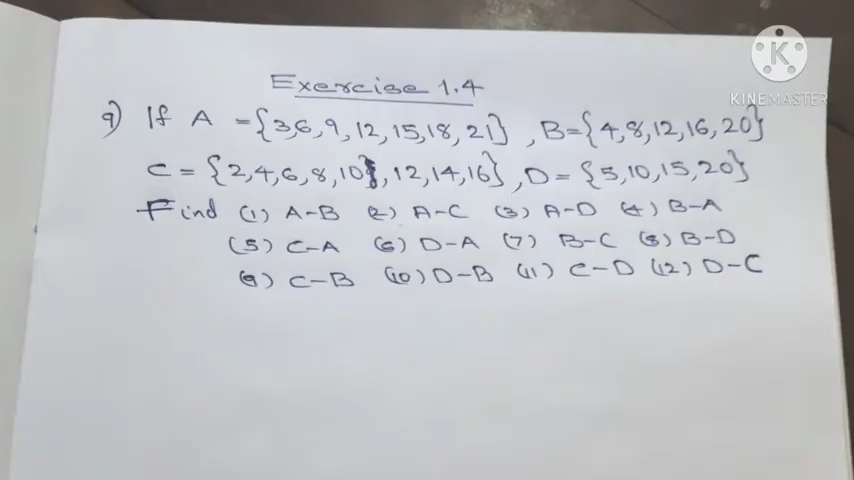 K
KINEMASTER
Exercise 1.4
9) If A = {3,6,9,12,15,18,21}, B={4,8,12,16,20}
C = {2,4,6,8,10, 12,14,16}, D = {5,10,15,20}
Find (1) A-B (2) A-C (3) A-D (4) B-A
(5) C-A (6) D-A (7) B-C (8) B-D
(9) C-B (10) D-B (11) C-D (12) D-C